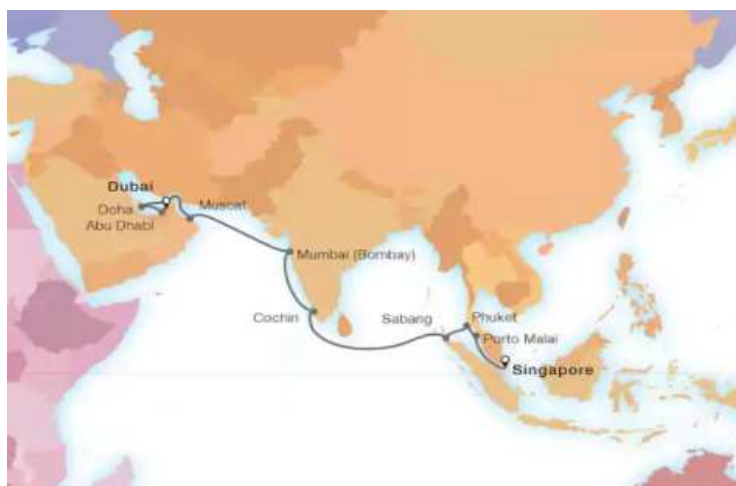 Dubai
Doha
Muscat
Abu Dhabi
Mumbai (Bombay)
Cochin
Sabang
Phuket
Porto Malai
Singapore